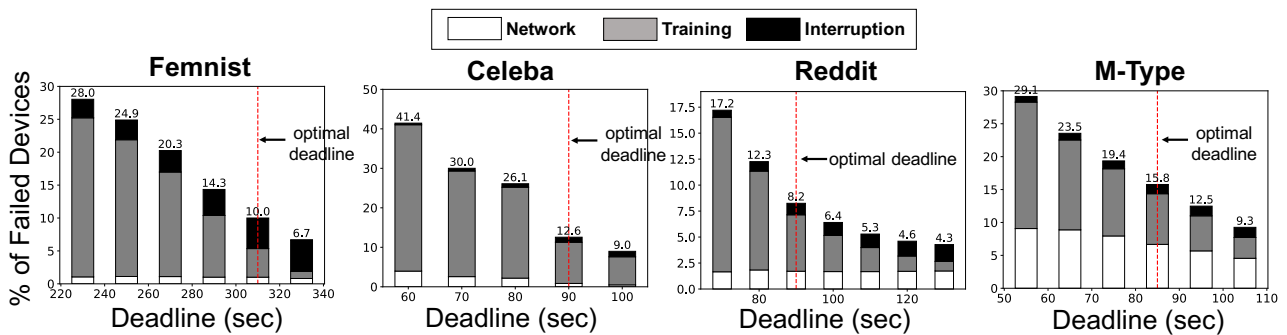 Network Training Interruption
Femnist
Celeba
Reddit
M-Type
% of Failed Devices
30
25
20
15
10
5
0
28.0
24.9
20.3
14.3
10.0
6.7
optimal
deadline
220 240 260 280 300 320 340
Deadline (sec)
50
40
30
20
10
0
41.4
30.0
26.1
12.6
9.0
optimal
deadline
60 70 80 90 100
Deadline (sec)
17.5
15.0
12.5
10.0
7.5
5.0
2.5
0.0
17.2
12.3
8.2
6.4
5.3
4.6
4.3
optimal deadline
80 100 120
Deadline (sec)
30
25
20
15
10
5
0
29.1
23.5
19.4
15.8
12.5
9.3
optimal
deadline
50 60 70 80 90 100 110
Deadline (sec)